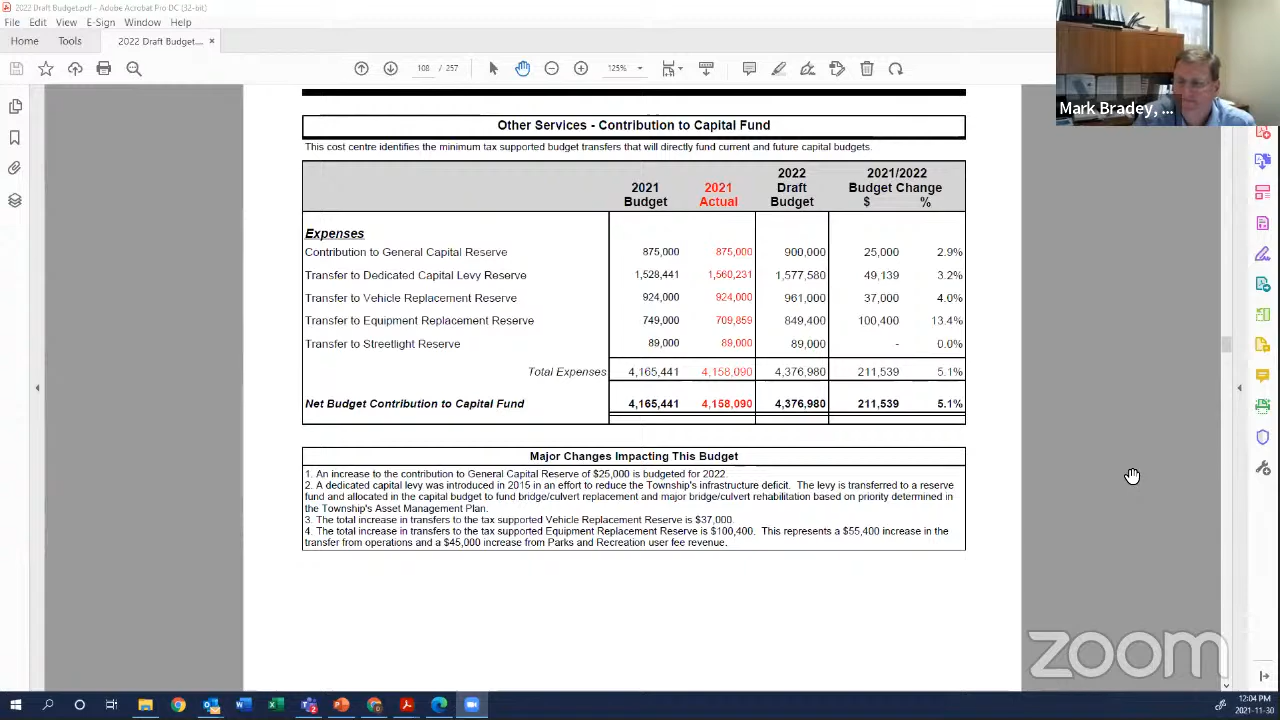 2022 Draft Budget.pdf - Adobe Acrobat Pro DC (32-bit)
File Edit View E-Sign Window Help
Home Tools 2022 Draft Budget.... ×
108 / 257 125%
Mark Bradey, ...
Other Services - Contribution to Capital Fund
This cost centre identifies the minimum tax supported budget transfers that will directly fund current and future capital budgets.
2022 2021/2022
2021 2021 Draft Budget Change
Budget Actual Budget $ %
Expenses
Contribution to General Capital Reserve 875,000 875,000 900,000 25,000 2.9%
Transfer to Dedicated Capital Levy Reserve 1,528,441 1,560,231 1,577,580 49,139 3.2%
Transfer to Vehicle Replacement Reserve 924,000 924,000 961,000 37,000 4.0%
Transfer to Equipment Replacement Reserve 749,000 709,859 849,400 100,400 13.4%
Transfer to Streetlight Reserve 89,000 89,000 89,000 - 0.0%
Total Expenses 4,165,441 4,158,090 4,376,980 211,539 5.1%
Net Budget Contribution to Capital Fund 4,165,441 4,158,090 4,376,980 211,539 5.1%
Major Changes Impacting This Budget
1. An increase to the contribution to General Capital Reserve of $25,000 is budgeted for 2022.
2. A dedicated capital levy was introduced in 2015 in an effort to reduce the Township's infrastructure deficit. The levy is transferred to a reserve
fund and allocated in the capital budget to fund bridge/culvert replacement and major bridge/culvert rehabilitation based on priority determined in
the Township's Asset Management Plan.
3. The total increase in transfers to the tax supported Vehicle Replacement Reserve is $37,000.
4. The total increase in transfers to the tax supported Equipment Replacement Reserve is $100,400. This represents a $55,400 increase in the
transfer from operations and a $45,000 increase from Parks and Recreation user fee revenue.
zoom
12:04 PM
2021-11-30